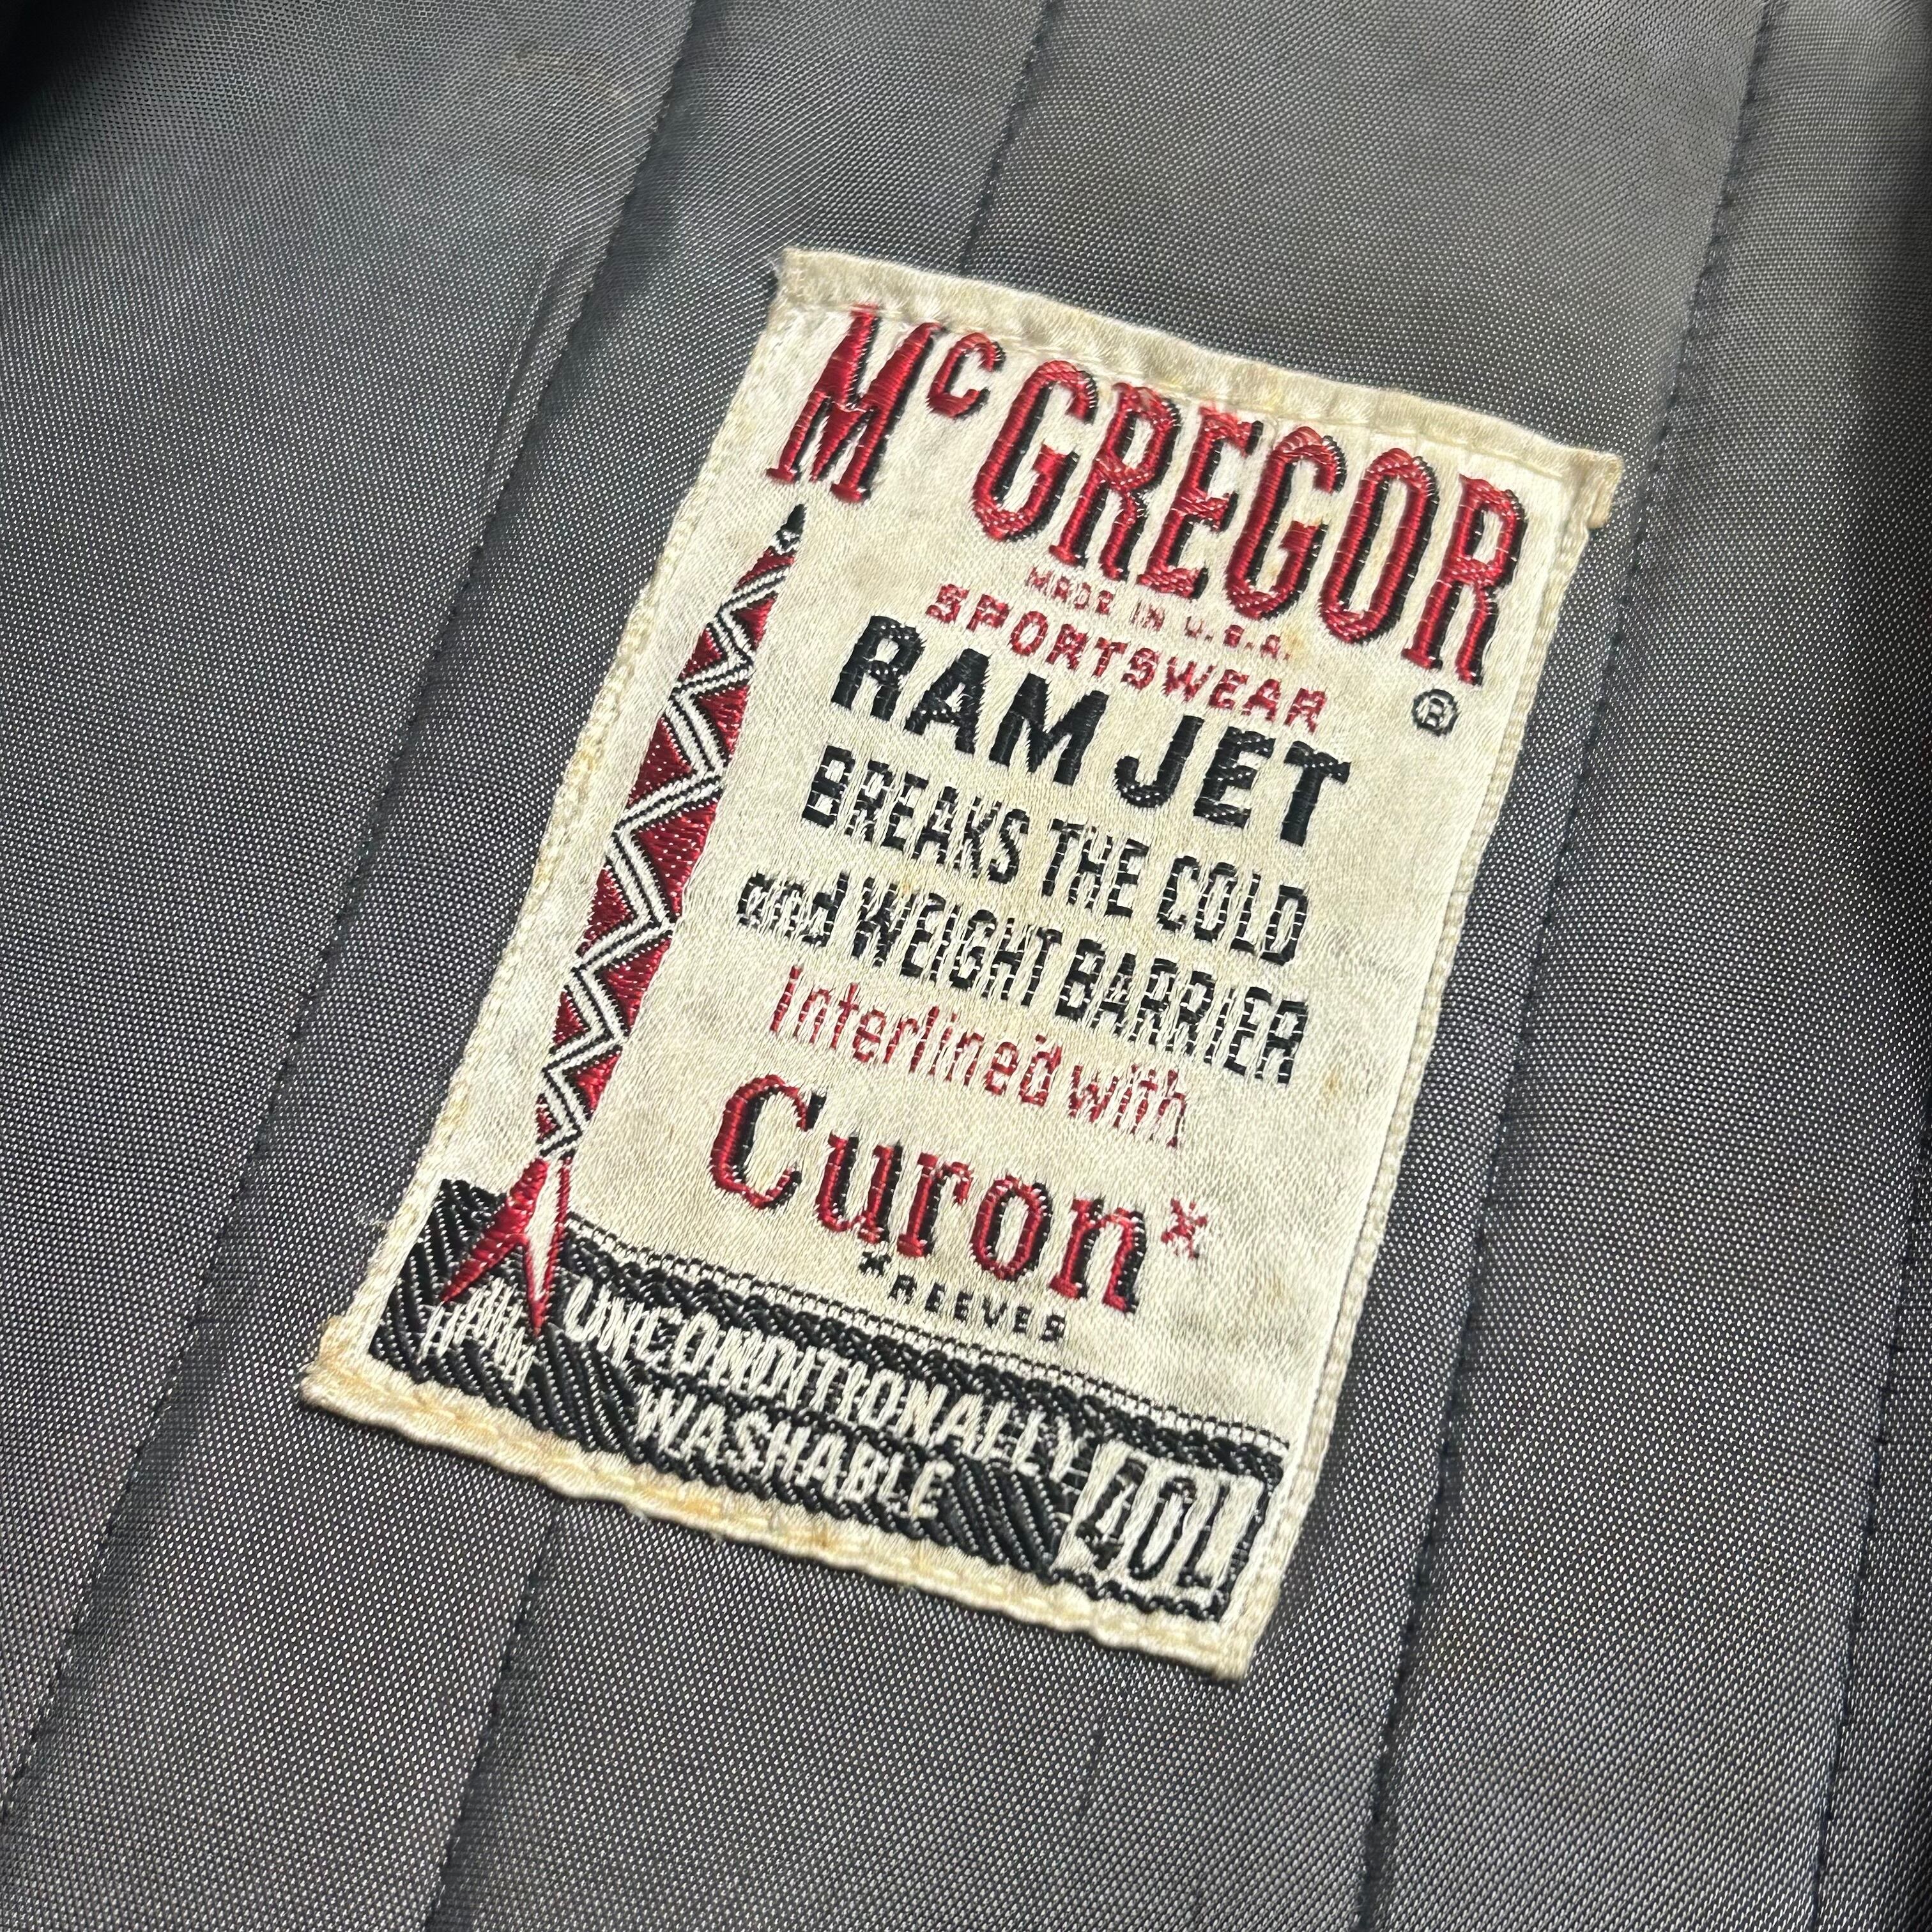 McGREGOR
®
MADE IN U.S.A.
SPORTSWEAR
RAM JET
BREAKS THE COLD
and WEIGHT BARRIER
interlined with
Curon*
*REEVES
UNCONDITIONALLY
WASHABLE
40L